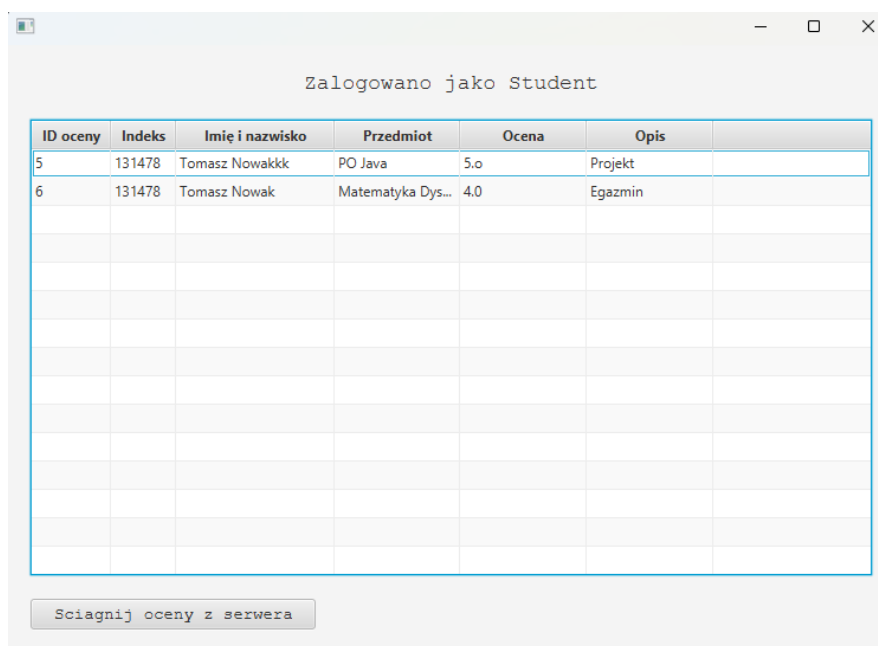 Zalogowano jako Student
ID oceny Indeks Imię i nazwisko Przedmiot Ocena Opis
5 131478 Tomasz Nowakkk PO Java 5.o Projekt
6 131478 Tomasz Nowak Matematyka Dys... 4.0 Egazmin
Sciagnij oceny z serwera